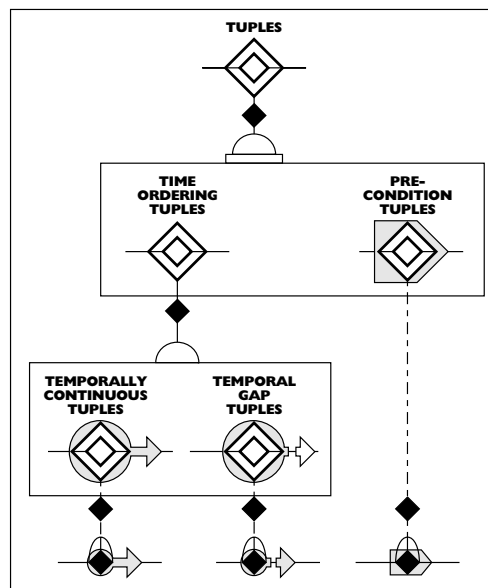 TUPLES
TIME
ORDERING
TUPLES
PRE-
CONDITION
TUPLES
TEMPORALLY
CONTINUOUS
TUPLES
TEMPORAL
GAP
TUPLES